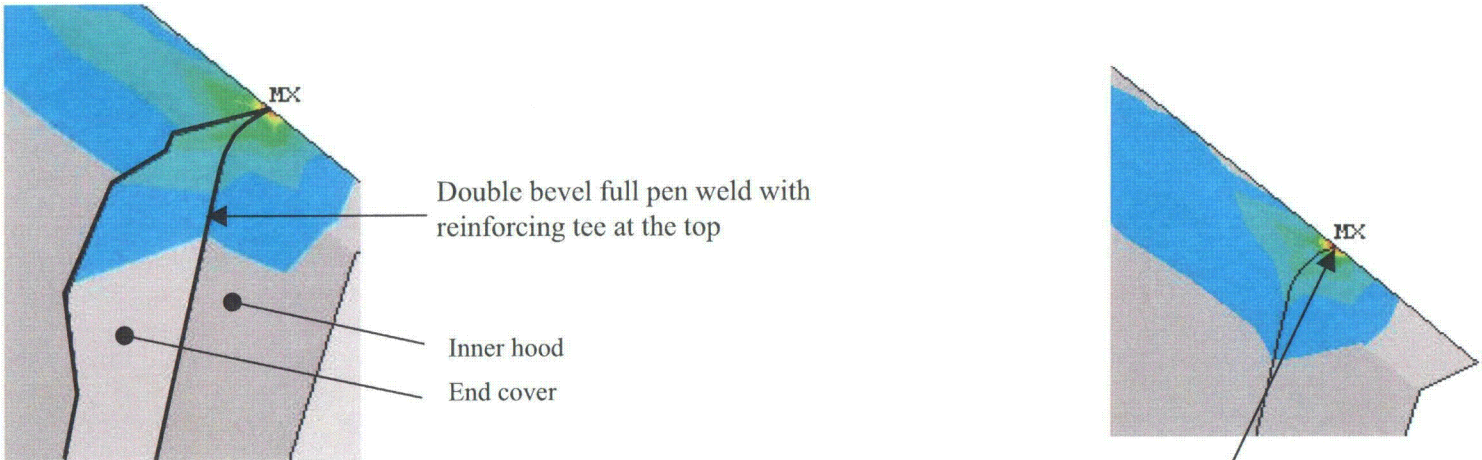 MX
Double bevel full pen weld with
reinforcing tee at the top
Inner hood
End cover
MX